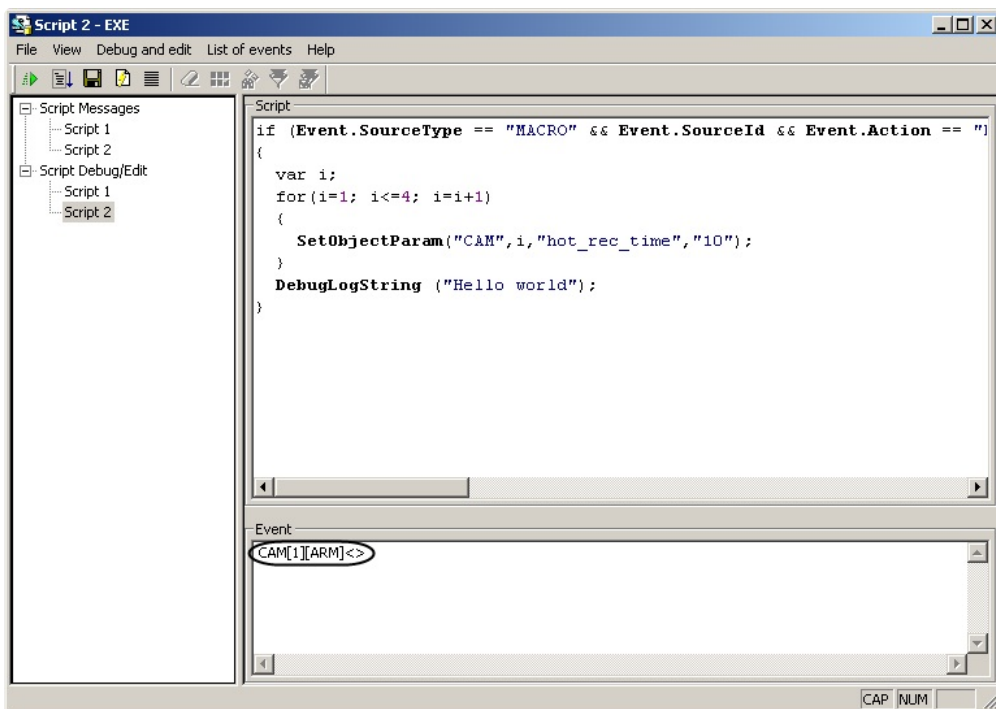 Script 2 - EXE
File View Debug and edit List of events Help
Script Messages
Script 1
Script 2
Script Debug/Edit
Script 1
Script 2
Script
if (Event.SourceType == "MACRO" && Event.SourceId && Event.Action == "
{
var i;
for(i=1; i<=4; i=i+1)
{
SetObjectParam("CAM",i,"hot_rec_time","10");
}
DebugLogString ("Hello world");
}
Event
CAM[1][ARM]<>
CAP NUM